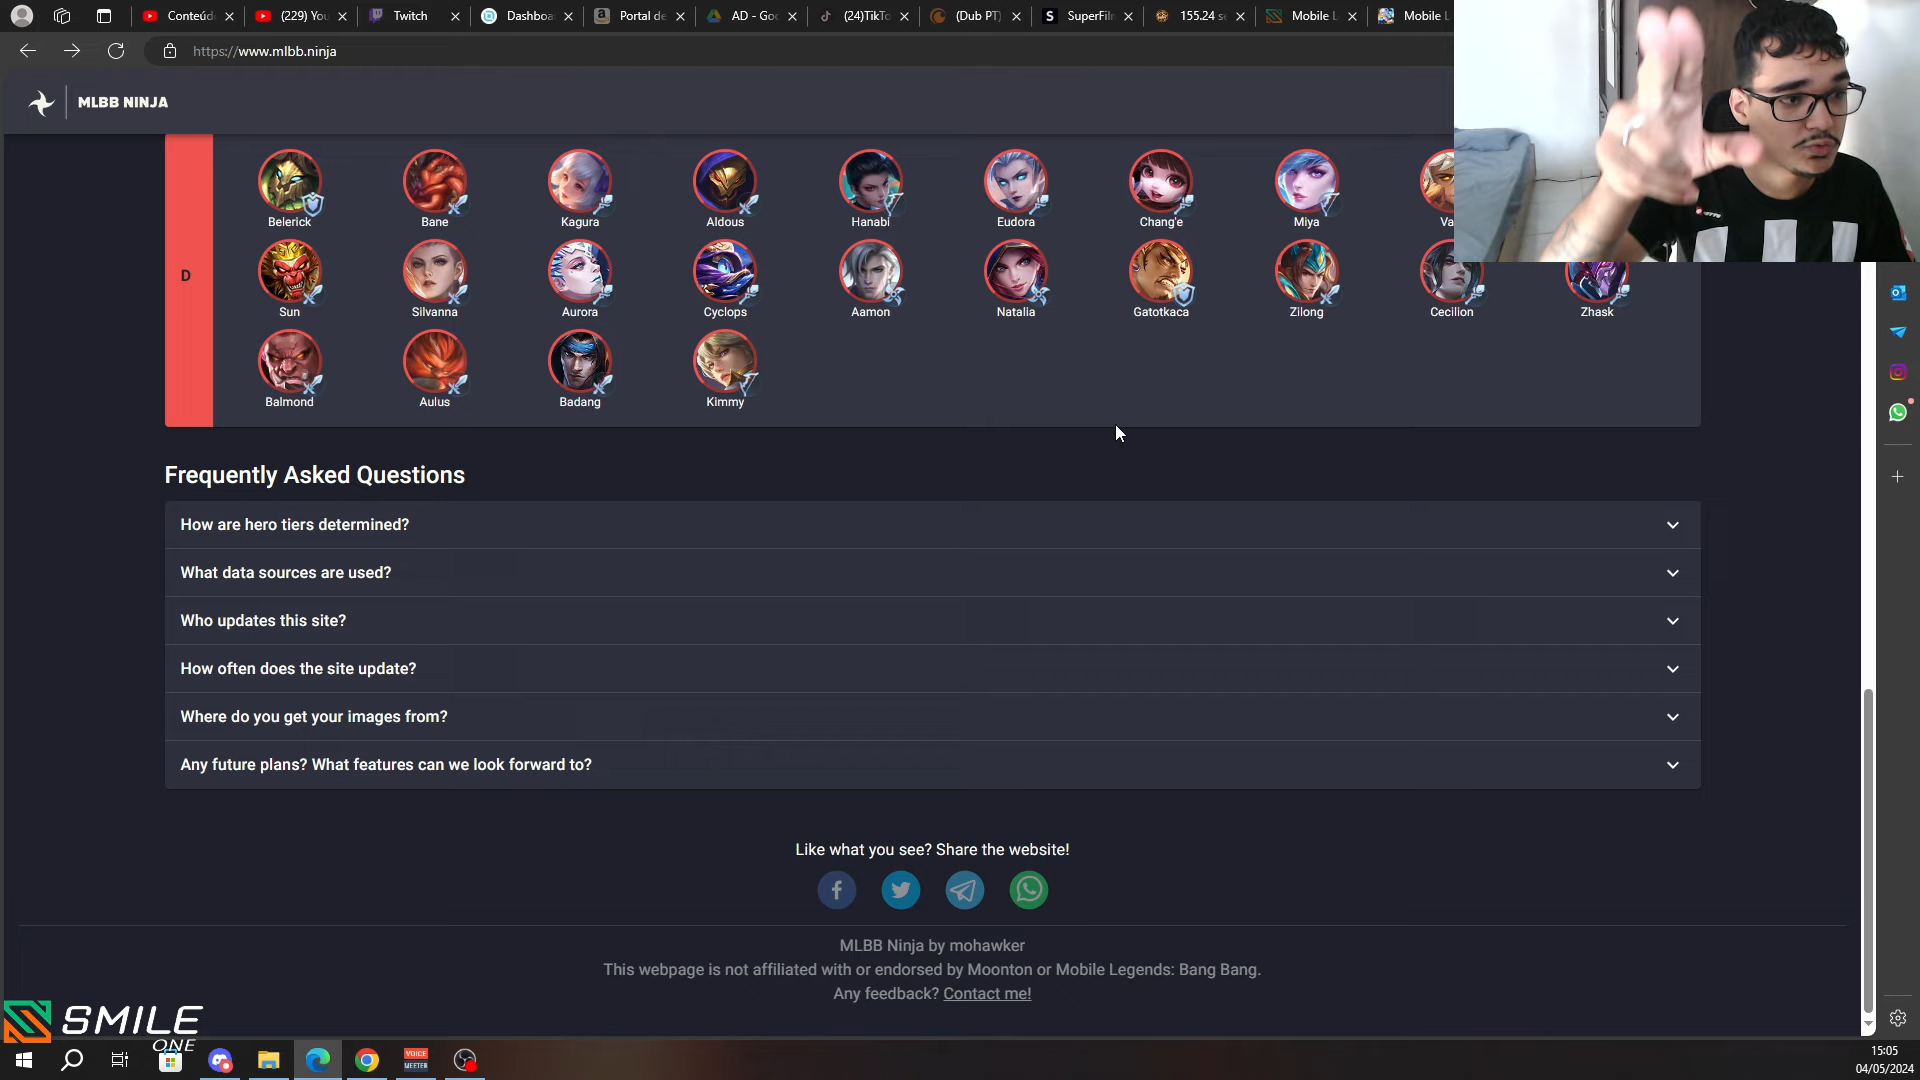 Conteúd
(229) You
Twitch
Dashboa
Portal de
AD - Goo
(24)TikTo
(Dub PT)
SuperFiln
155.24 s
Mobile L
Mobile L
https://www.mlbb.ninja
MLBB NINJA
D
Belerick
Bane
Kagura
Aldous
Hanabi
Eudora
Chang'e
Miya
Va
Sun
Silvanna
Aurora
Cyclops
Aamon
Natalia
Gatotkaca
Zilong
Cecilion
Zhask
Balmond
Aulus
Badang
Kimmy
Frequently Asked Questions
How are hero tiers determined?
What data sources are used?
Who updates this site?
How often does the site update?
Where do you get your images from?
Any future plans? What features can we look forward to?
Like what you see? Share the website!
MLBB Ninja by mohawker
This webpage is not affiliated with or endorsed by Moonton or Mobile Legends: Bang Bang.
Any feedback? Contact me!
SMILE
ONE
VOICE
MEETER
15:05
04/05/2024